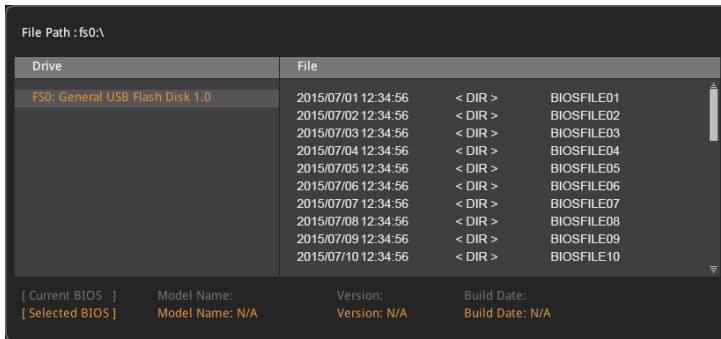 File Path : fs0:\
Drive File
FS0: General USB Flash Disk 1.0 2015/07/01 12:34:56 < DIR > BIOSFILE01
2015/07/02 12:34:56 < DIR > BIOSFILE02
2015/07/03 12:34:56 < DIR > BIOSFILE03
2015/07/04 12:34:56 < DIR > BIOSFILE04
2015/07/05 12:34:56 < DIR > BIOSFILE05
2015/07/06 12:34:56 < DIR > BIOSFILE06
2015/07/07 12:34:56 < DIR > BIOSFILE07
2015/07/08 12:34:56 < DIR > BIOSFILE08
2015/07/09 12:34:56 < DIR > BIOSFILE09
2015/07/10 12:34:56 < DIR > BIOSFILE10
[ Current BIOS ] Model Name: Version: Build Date:
[ Selected BIOS ] Model Name: N/A Version: N/A Build Date: N/A